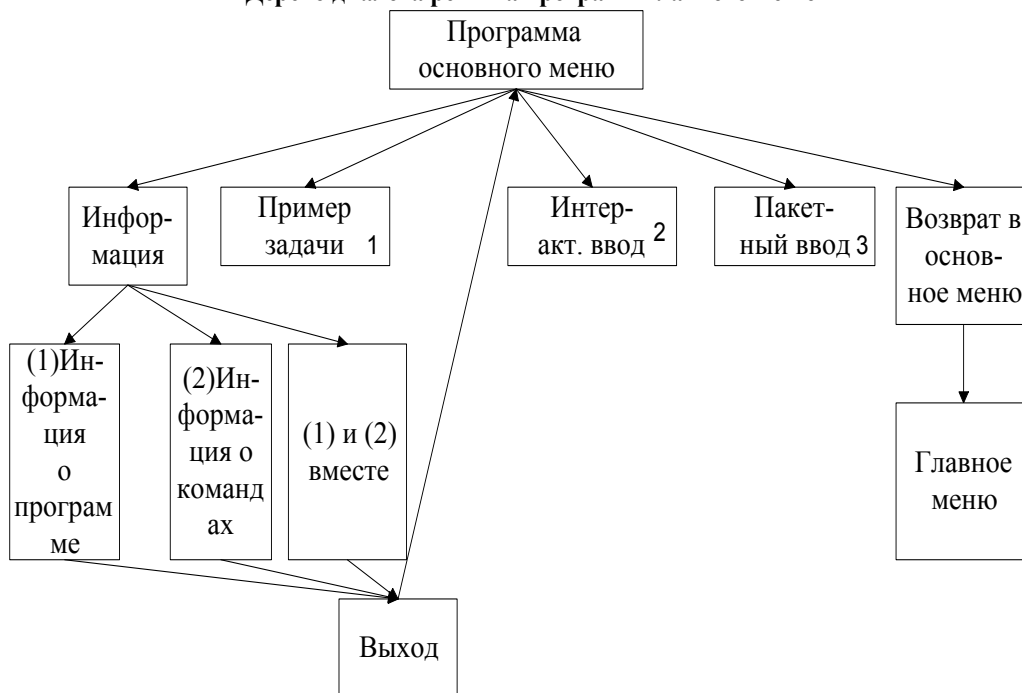 Программа
основного меню
Инфор-
мация
Пример
задачи 1
Интер-
акт. ввод 2
Пакет-
ный ввод 3
Возврат в
основ-
ное меню
(1)Ин-
форма-
ция
о
програм
ме
(2)Ин-
форма-
ция о
команд
ах
(1) и (2)
вместе
Главное
меню
Выход